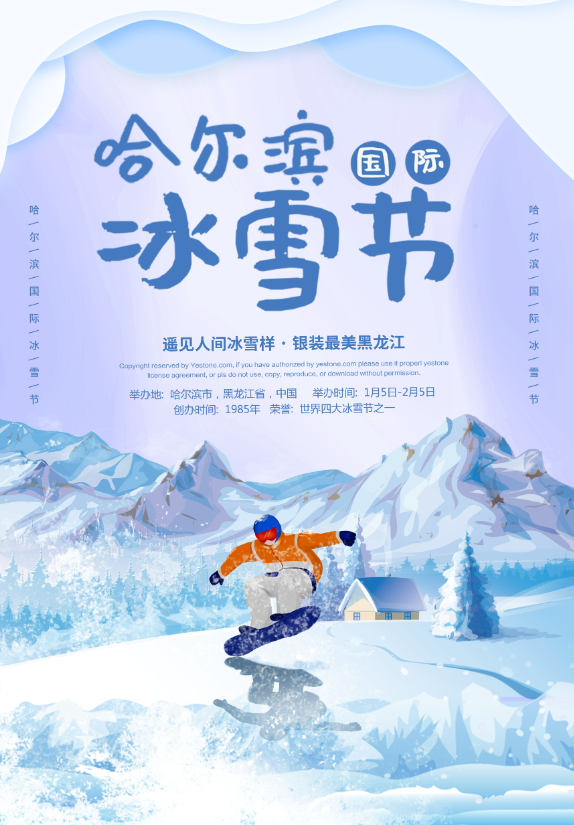 哈尔滨国际
冰雪节
哈/尔/滨/国/际/冰/雪/节
哈/尔/滨/国/际/冰/雪/节
遥见人间冰雪样·银装最美黑龙江
Copyright reserved by Yestone.com, if you have authorized by yestone.com please use it properl yestone
license agreement, or pls do not use, copy, reproduce, or download without permission.
举办地: 哈尔滨市，黑龙江省，中国 举办时间: 1月5日-2月5日
创办时间: 1985年 荣誉: 世界四大冰雪节之一